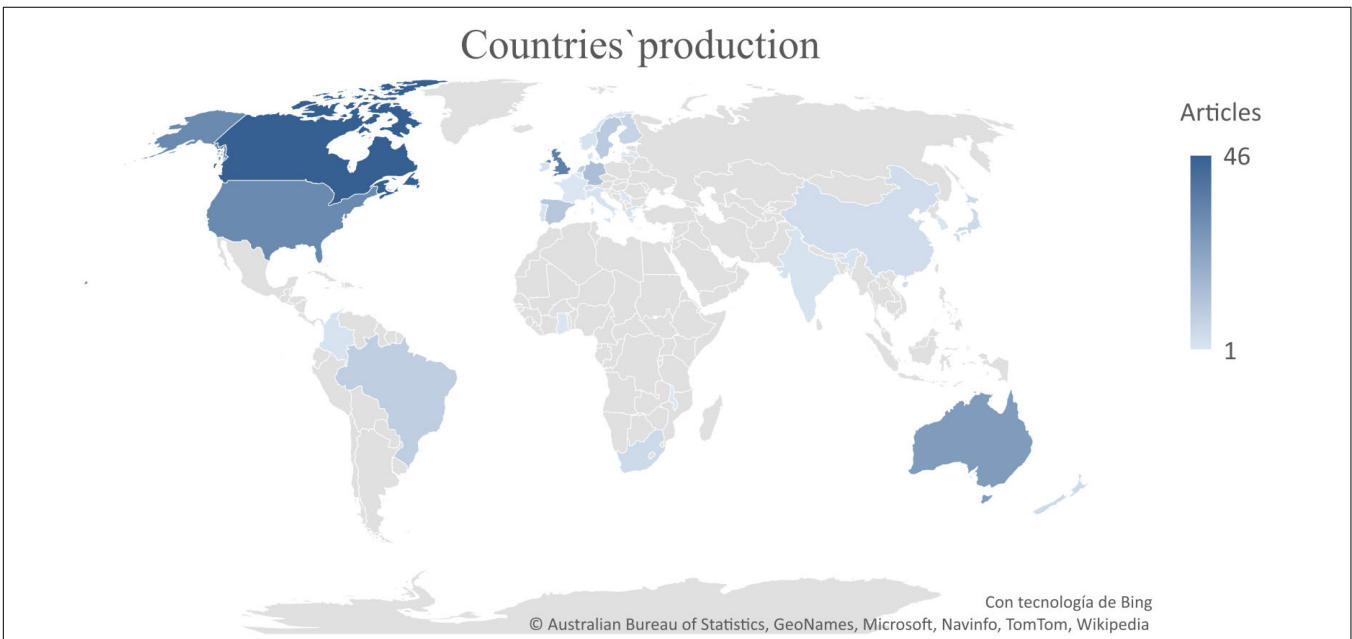 Countries`production
Articles
46
1
Con tecnología de Bing
© Australian Bureau of Statistics, GeoNames, Microsoft, Navinfo, TomTom, Wikipedia